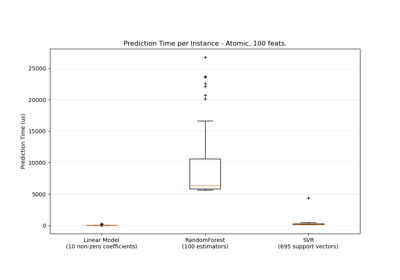 Prediction Time per Instance - Atomic, 100 feats.
Prediction Time (us)
25000
20000
15000
10000
5000
0
Linear Model
(10 non-zero coefficients)
RandomForest
(100 estimators)
SVR
(695 support vectors)